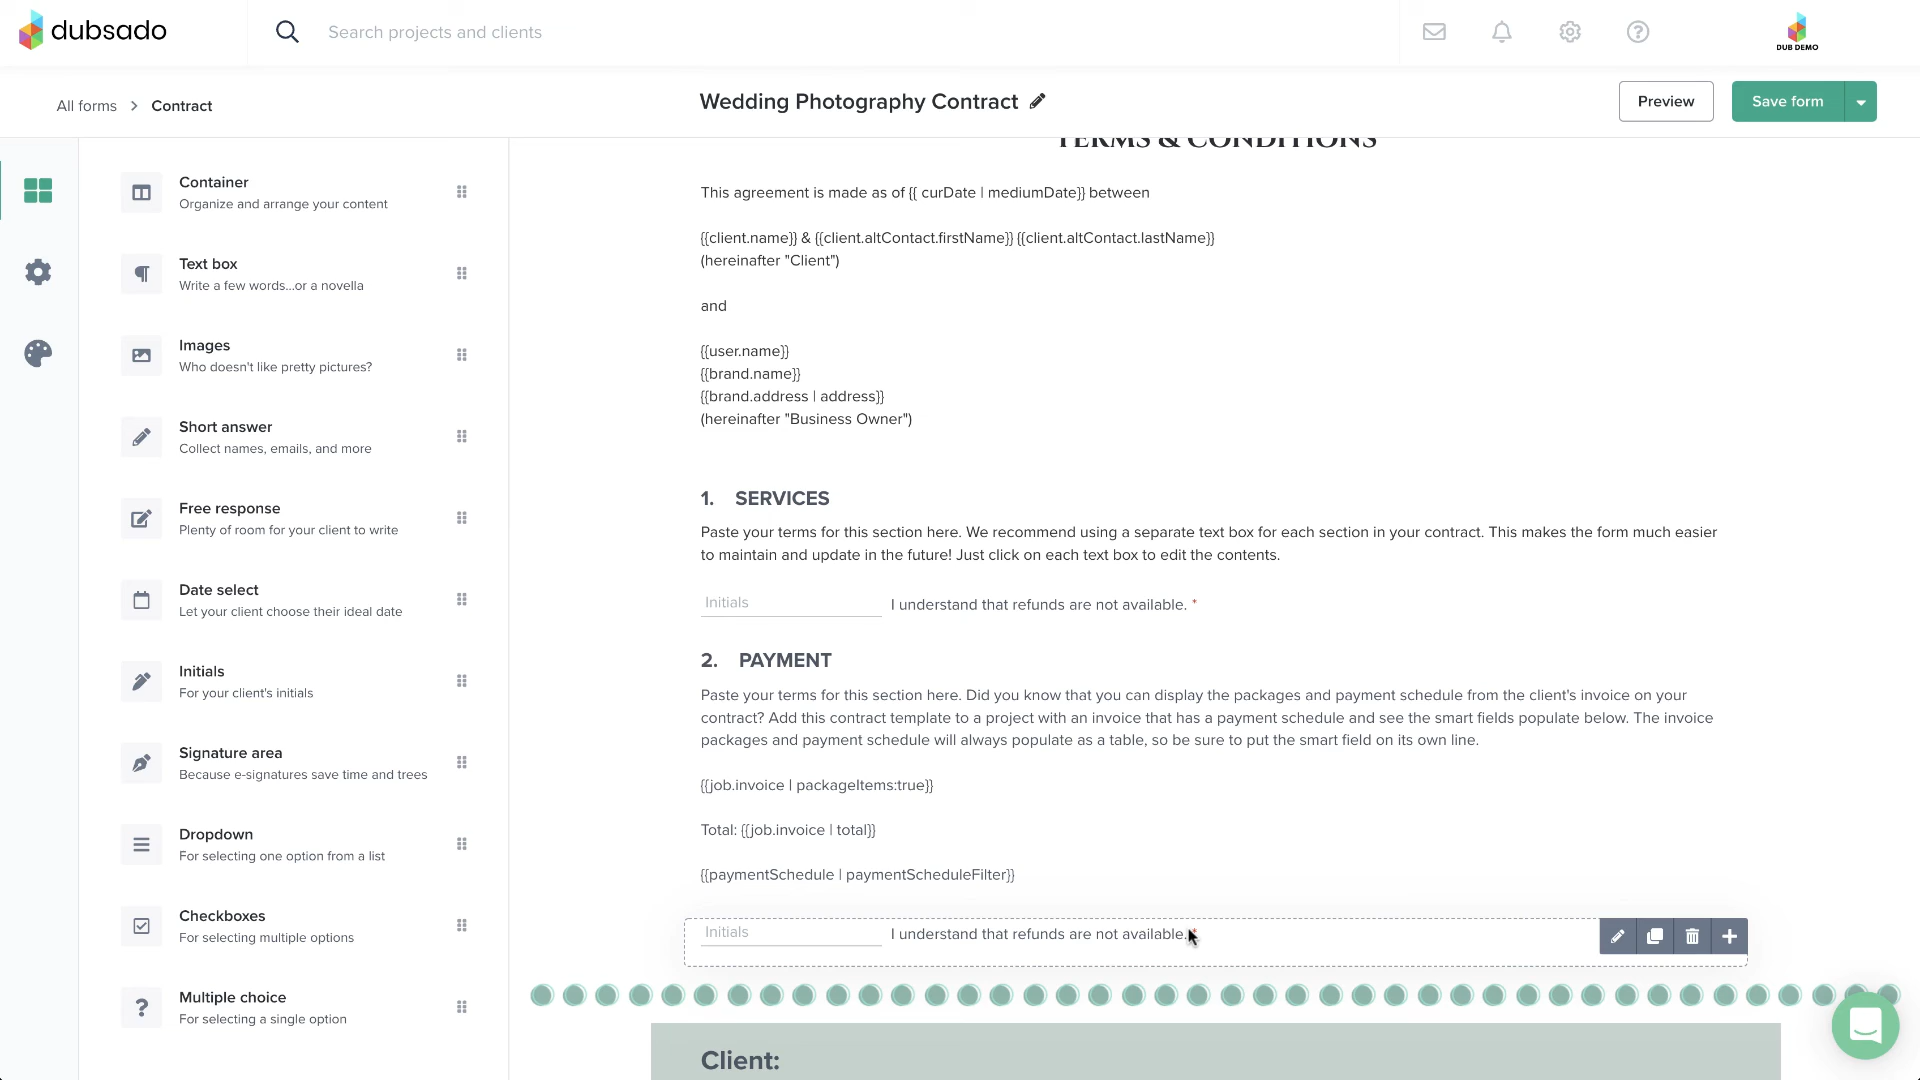 dubsado
Search projects and clients
DUB DEMO
All forms > Contract
Wedding Photography Contract
Preview
Save form
Container
Organize and arrange your content
Text box
Write a few words...or a novella
Images
Who doesn't like pretty pictures?
Short answer
Collect names, emails, and more
Free response
Plenty of room for your client to write
Date select
Let your client choose their ideal date
Initials
For your client's initials
Signature area
Because e-signatures save time and trees
Dropdown
For selecting one option from a list
Checkboxes
For selecting multiple options
Multiple choice
For selecting a single option
TERMS & CONDITIONS
This agreement is made as of {{ curDate | mediumDate}} between
{{client.name}} & {{client.altContact.firstName}} {{client.altContact.lastName}}
(hereinafter "Client")
and
{{user.name}}
{{brand.name}}
{{brand.address | address}}
(hereinafter "Business Owner")
1. SERVICES
Paste your terms for this section here. We recommend using a separate text box for each section in your contract. This makes the form much easier
to maintain and update in the future! Just click on each text box to edit the contents.
Initials I understand that refunds are not available. *
2. PAYMENT
Paste your terms for this section here. Did you know that you can display the packages and payment schedule from the client's invoice on your
contract? Add this contract template to a project with an invoice that has a payment schedule and see the smart fields populate below. The invoice
packages and payment schedule will always populate as a table, so be sure to put the smart field on its own line.
{{job.invoice | packageItems:true}}
Total: {{job.invoice | total}}
{{paymentSchedule | paymentScheduleFilter}}
Initials I understand that refunds are not available. *
Client: